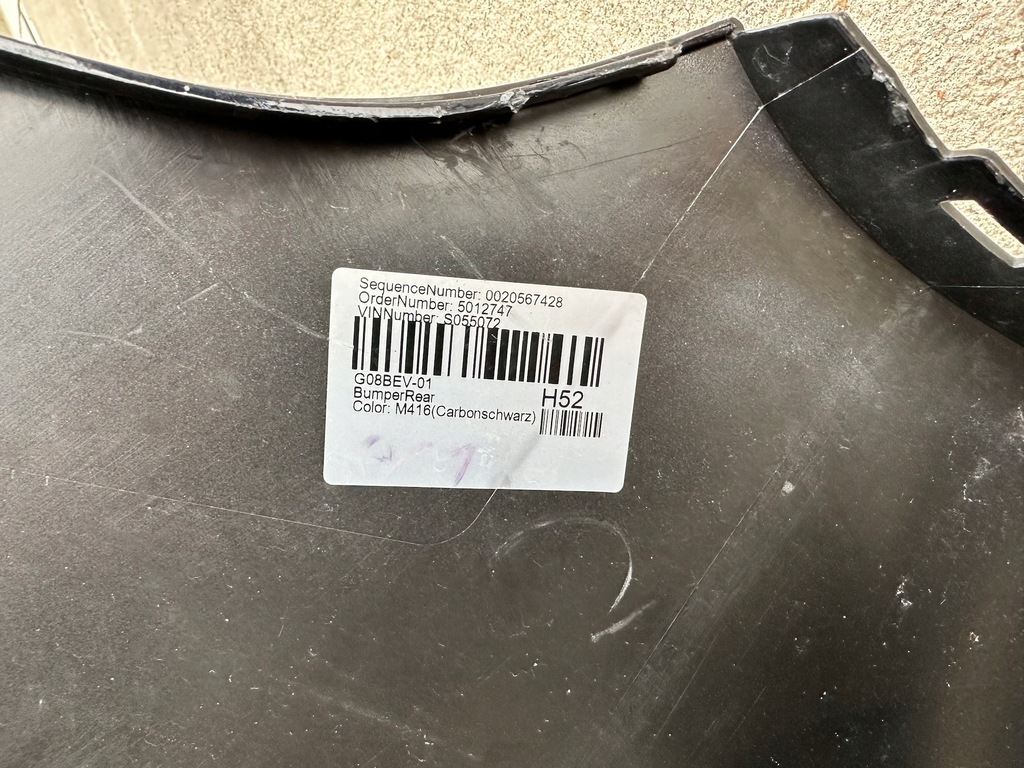 SequenceNumber: 0020567428
OrderNumber: 5012747
VINNumber: S055072
G08BEV-01
BumperRear
H52
Color: M416(Carbonschwarz)